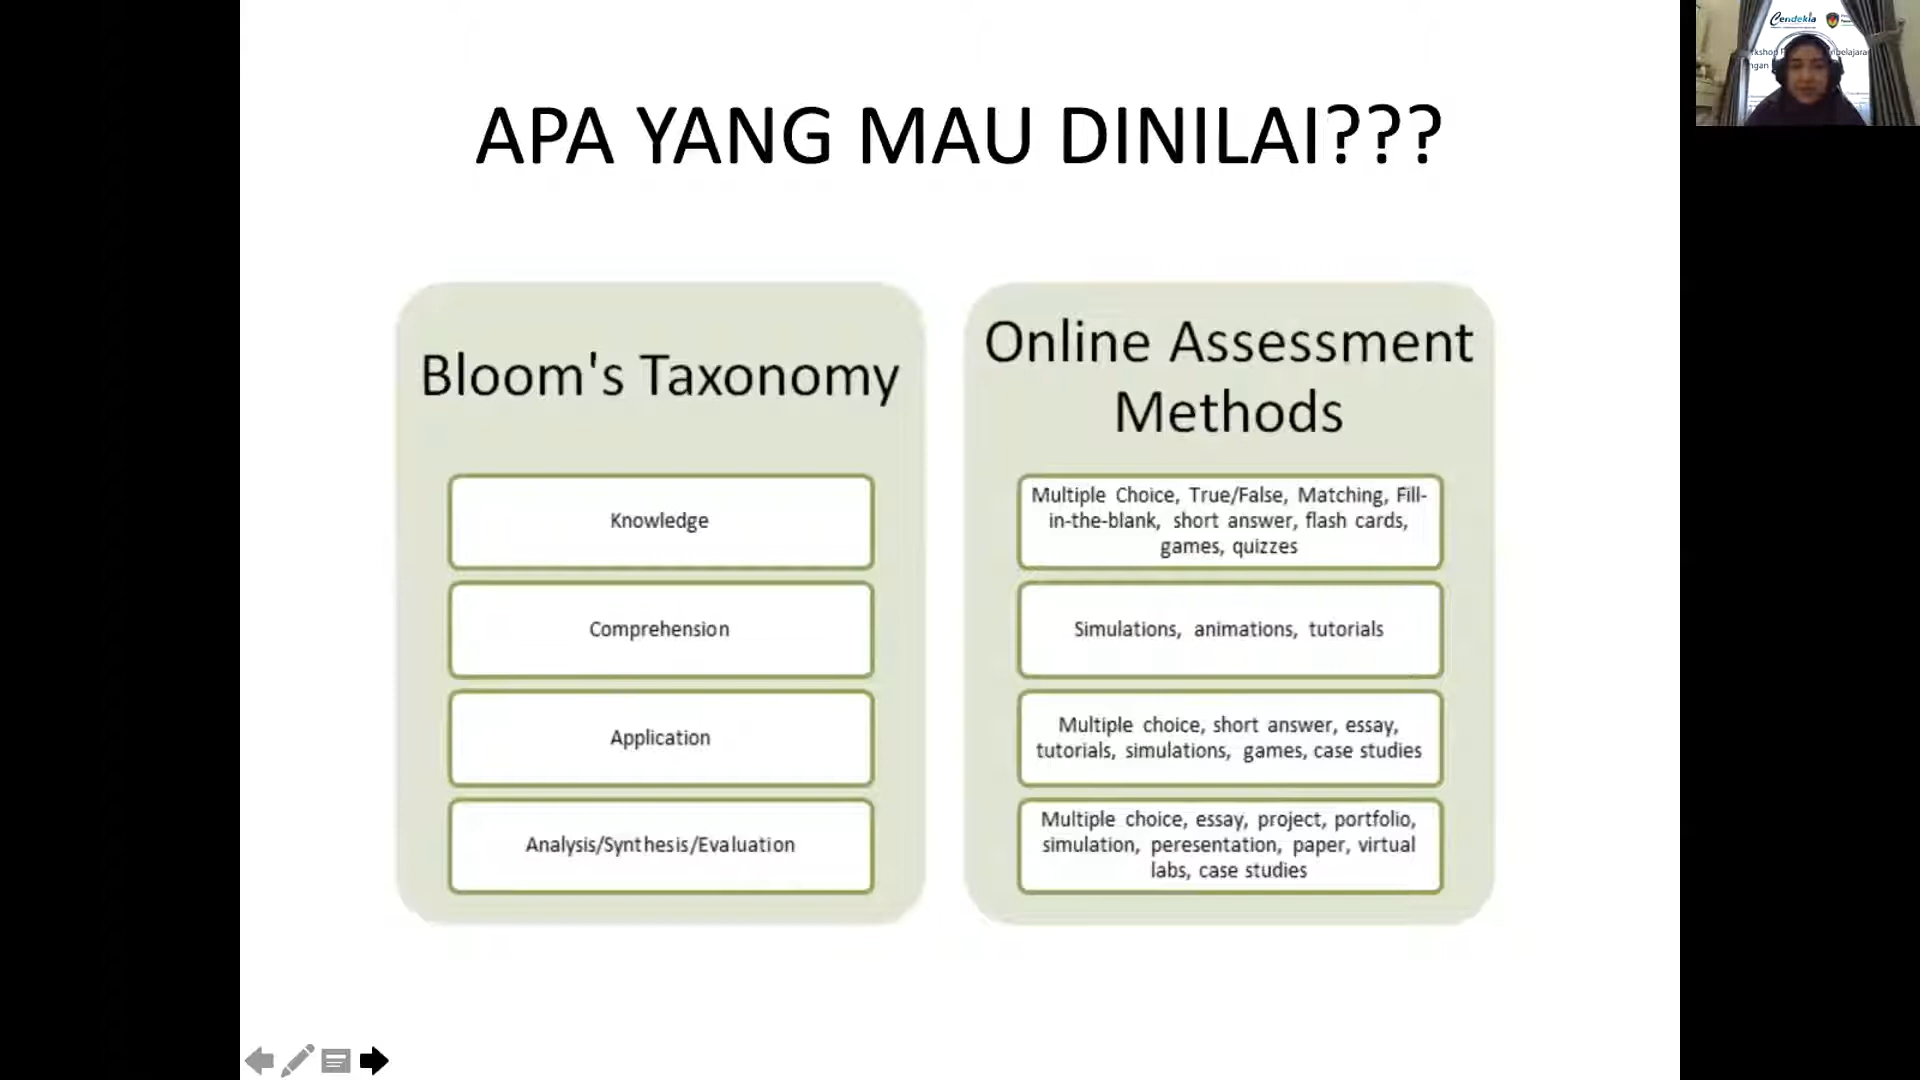 APA YANG MAU DINILAI???
Bloom's Taxonomy
Knowledge
Comprehension
Application
Analysis/Synthesis/Evaluation
Online Assessment
Methods
Multiple Choice, True/False, Matching, Fill-
in-the-blank, short answer, flash cards,
games, quizzes
Simulations, animations, tutorials
Multiple choice, short answer, essay,
tutorials, simulations, games, case studies
Multiple choice, essay, project, portfolio,
simulation, peresentation, paper, virtual
labs, case studies
Cendekia